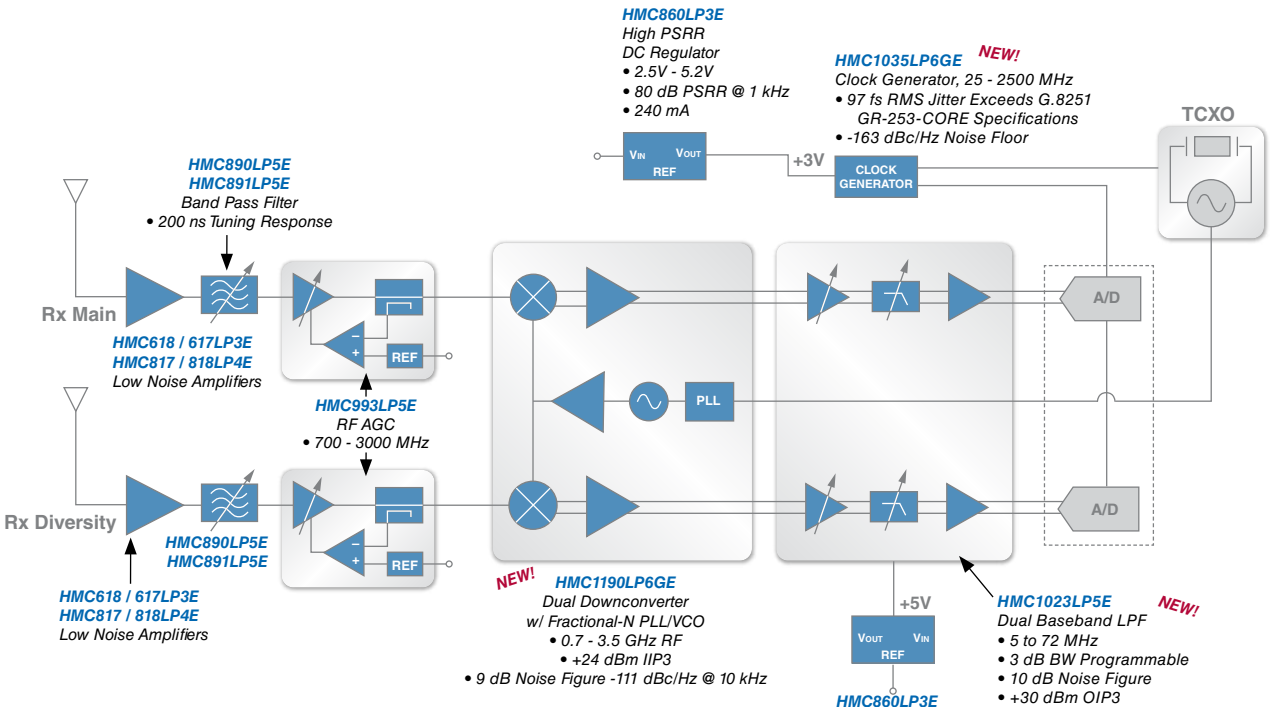 HMC860LP3E
High PSRR
DC Regulator
• 2.5V - 5.2V
• 80 dB PSRR @ 1 kHz
• 240 mA
HMC1035LP6GE NEW!
Clock Generator, 25 - 2500 MHz
• 97 fs RMS Jitter Exceeds G.8251
GR-253-CORE Specifications
• -163 dBc/Hz Noise Floor
TCXO
VIN VOUT
REF
+3V
CLOCK
GENERATOR
HMC890LP5E
HMC891LP5E
Band Pass Filter
• 200 ns Tuning Response
Rx Main
HMC618 / 617LP3E
HMC817 / 818LP4E
Low Noise Amplifiers
–
+
REF
A/D
HMC993LP5E
RF AGC
• 700 - 3000 MHz
PLL
Rx Diversity
HMC890LP5E
HMC891LP5E
–
+
REF
A/D
HMC618 / 617LP3E
HMC817 / 818LP4E
Low Noise Amplifiers
NEW! HMC1190LP6GE
Dual Downconverter
w/ Fractional-N PLL/VCO
• 0.7 - 3.5 GHz RF
• +24 dBm IIP3
• 9 dB Noise Figure -111 dBc/Hz @ 10 kHz
+5V
VOUT VIN
REF
HMC860LP3E
HMC1023LP5E NEW!
Dual Baseband LPF
• 5 to 72 MHz
• 3 dB BW Programmable
• 10 dB Noise Figure
• +30 dBm OIP3